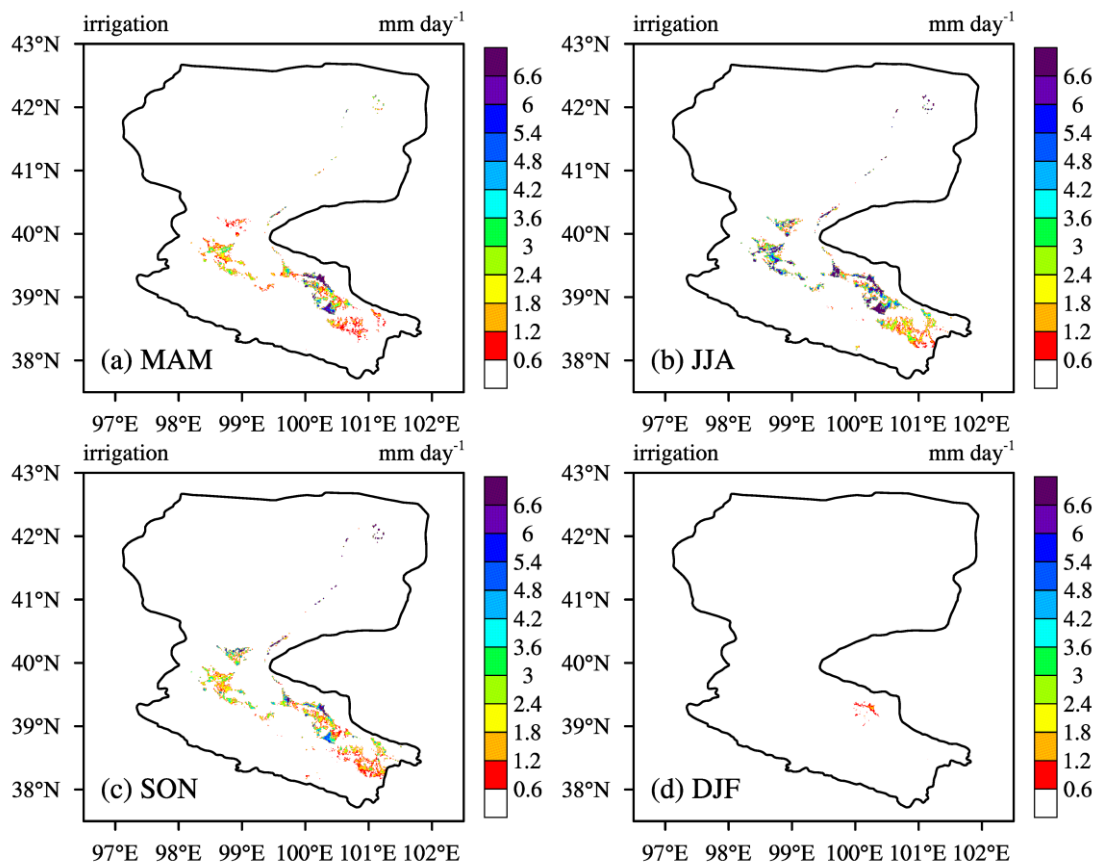 irrigation mm day-1
43°N
42°N
41°N
40°N
39°N
38°N
(a) MAM
97°E 98°E 99°E 100°E 101°E 102°E
6.6
6
5.4
4.8
4.2
3.6
3
2.4
1.8
1.2
0.6
irrigation mm day-1
43°N
42°N
41°N
40°N
39°N
38°N
(b) JJA
97°E 98°E 99°E 100°E 101°E 102°E
6.6
6
5.4
4.8
4.2
3.6
3
2.4
1.8
1.2
0.6
irrigation mm day-1
43°N
42°N
41°N
40°N
39°N
38°N
(c) SON
97°E 98°E 99°E 100°E 101°E 102°E
6.6
6
5.4
4.8
4.2
3.6
3
2.4
1.8
1.2
0.6
irrigation mm day-1
43°N
42°N
41°N
40°N
39°N
38°N
(d) DJF
97°E 98°E 99°E 100°E 101°E 102°E
6.6
6
5.4
4.8
4.2
3.6
3
2.4
1.8
1.2
0.6